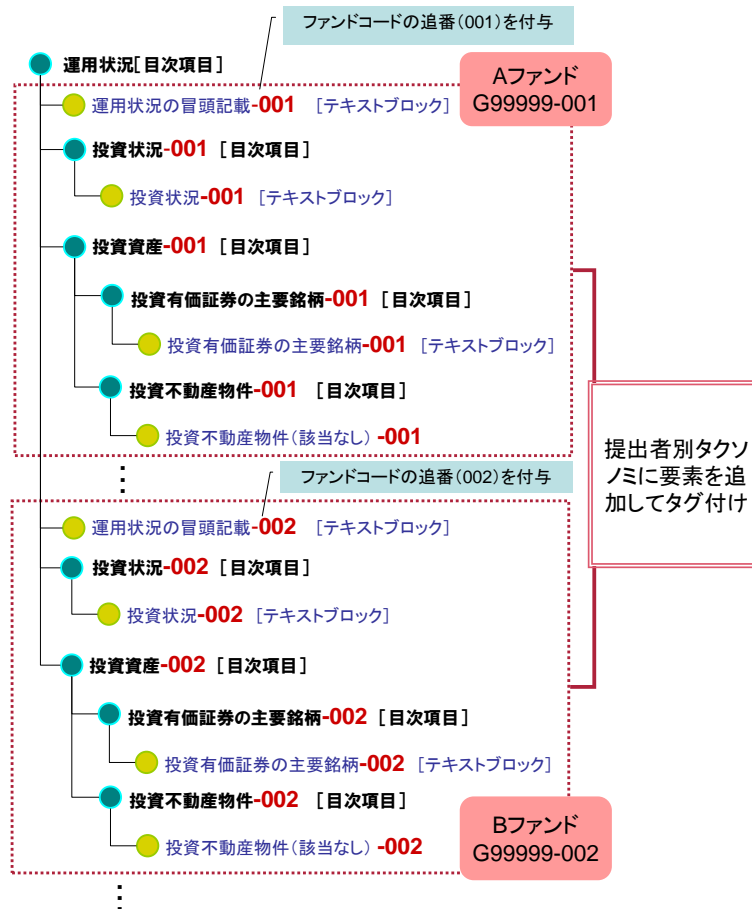 ファンドコードの追番(001)を付与
運用状況[目次項目]
Aファンド
G99999-001
運用状況の冒頭記載-001 [テキストブロック]
投資状況-001 [目次項目]
投資状況-001 [テキストブロック]
投資資産-001 [目次項目]
投資有価証券の主要銘柄-001 [目次項目]
投資有価証券の主要銘柄-001 [テキストブロック]
投資不動産物件-001 [目次項目]
投資不動産物件(該当なし) -001
提出者別タクソ
ノミに要素を追
加してタグ付け
ファンドコードの追番(002)を付与
運用状況の冒頭記載-002 [テキストブロック]
投資状況-002 [目次項目]
投資状況-002 [テキストブロック]
投資資産-002 [目次項目]
投資有価証券の主要銘柄-002 [目次項目]
投資有価証券の主要銘柄-002 [テキストブロック]
投資不動産物件-002 [目次項目]
投資不動産物件(該当なし) -002
Bファンド
G99999-002